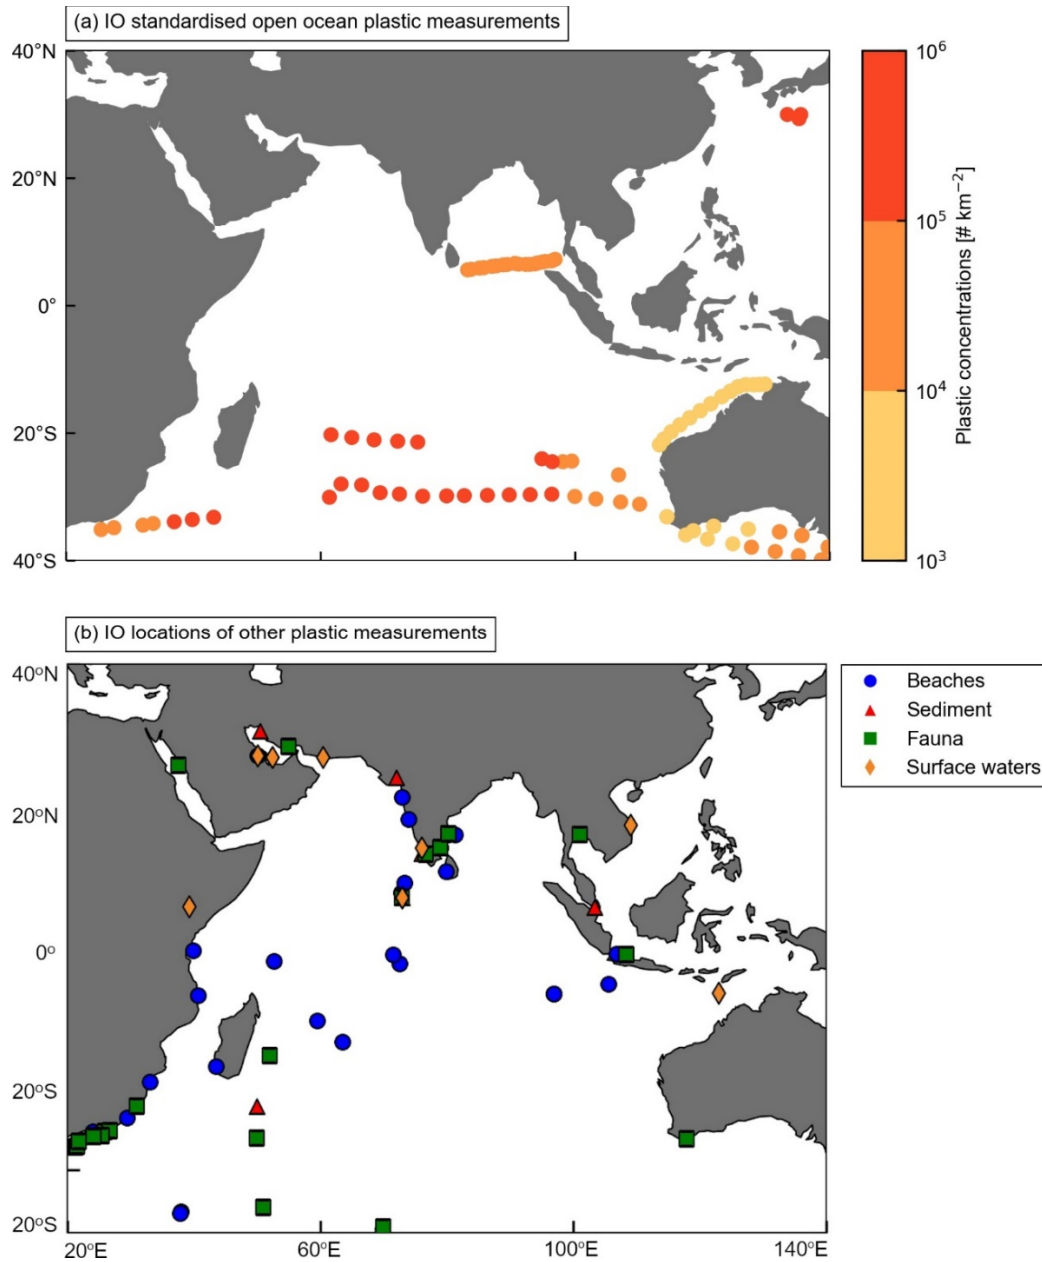 (a) IO standardised open ocean plastic measurements
40°N
20°N
0°
20°S
40°S
10⁶
10⁵
10⁴
10³
Plastic concentrations [# km⁻²]
(b) IO locations of other plastic measurements
40°N
20°N
0°
20°S
20°S
20°E
60°E
100°E
140°E
Beaches
Sediment
Fauna
Surface waters